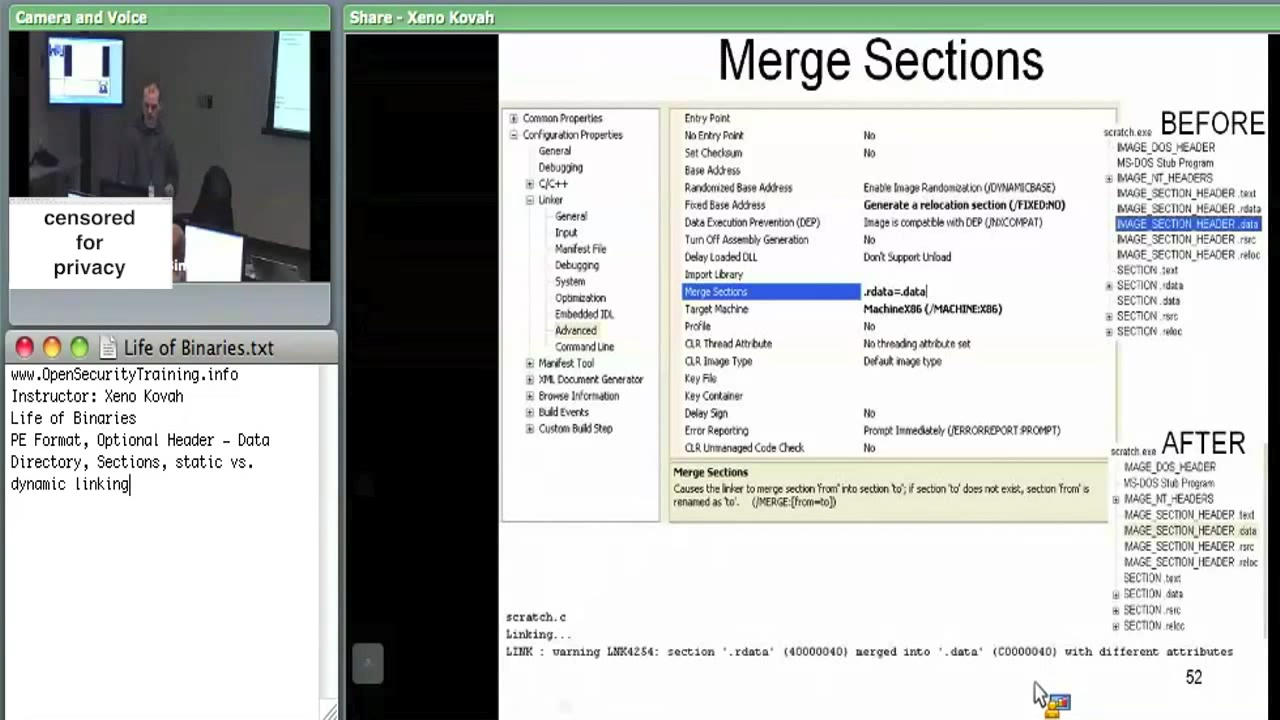 Camera and Voice
censored
for
privacy
Life of Binaries.txt
www.OpenSecurityTraining.info
Instructor: Xeno Kovah
Life of Binaries
PE Format, Optional Header – Data
Directory, Sections, static vs.
dynamic linking
Share - Xeno Kovah
Merge Sections
Common Properties
Configuration Properties
General
Debugging
C/C++
Linker
General
Input
Manifest File
Debugging
System
Optimization
Embedded IDL
Advanced
Command Line
Manifest Tool
XML Document Generator
Browse Information
Build Events
Custom Build Step
Entry Point
No Entry Point No
Set Checksum No
Base Address
Randomized Base Address Enable Image Randomization (/DYNAMICBASE)
Fixed Base Address Generate a relocation section (/FIXED:NO)
Data Execution Prevention (DEP) Image is compatible with DEP (/NXCOMPAT)
Turn Off Assembly Generation No
Delay Loaded DLL Don't Support Unload
Import Library
Merge Sections .rdata=.data
Target Machine MachineX86 (/MACHINE:X86)
Profile No
CLR Thread Attribute No threading attribute set
CLR Image Type Default image type
Key File
Key Container
Delay Sign No
Error Reporting Prompt Immediately (/ERRORREPORT:PROMPT)
CLR Unmanaged Code Check No
Merge Sections
Causes the linker to merge section 'from' into section 'to'; if section 'to' does not exist, section 'from' is
renamed as 'to'. (/MERGE:[from=to])
BEFORE
scratch.exe
IMAGE_DOS_HEADER
MS-DOS Stub Program
IMAGE_NT_HEADERS
IMAGE_SECTION_HEADER .text
IMAGE_SECTION_HEADER .rdata
IMAGE_SECTION_HEADER .data
IMAGE_SECTION_HEADER .rsrc
IMAGE_SECTION_HEADER .reloc
SECTION .text
SECTION .rdata
SECTION .data
SECTION .rsrc
SECTION .reloc
AFTER
scratch.exe
IMAGE_DOS_HEADER
MS-DOS Stub Program
IMAGE_NT_HEADERS
IMAGE_SECTION_HEADER .text
IMAGE_SECTION_HEADER .data
IMAGE_SECTION_HEADER .rsrc
IMAGE_SECTION_HEADER .reloc
SECTION .text
SECTION .data
SECTION .rsrc
SECTION .reloc
scratch.c
Linking...
LINK : warning LNK4254: section '.rdata' (40000040) merged into '.data' (C0000040) with different attributes
52